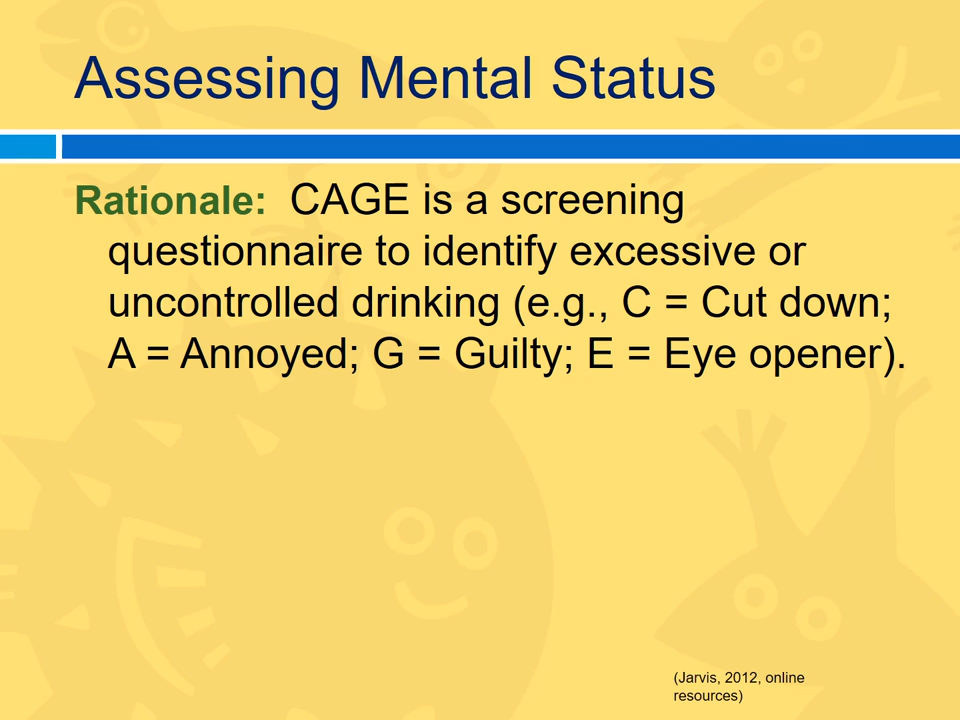 Assessing Mental Status
Rationale: CAGE is a screening
questionnaire to identify excessive or
uncontrolled drinking (e.g., C = Cut down;
A = Annoyed; G = Guilty; E = Eye opener).
(Jarvis, 2012, online
resources)